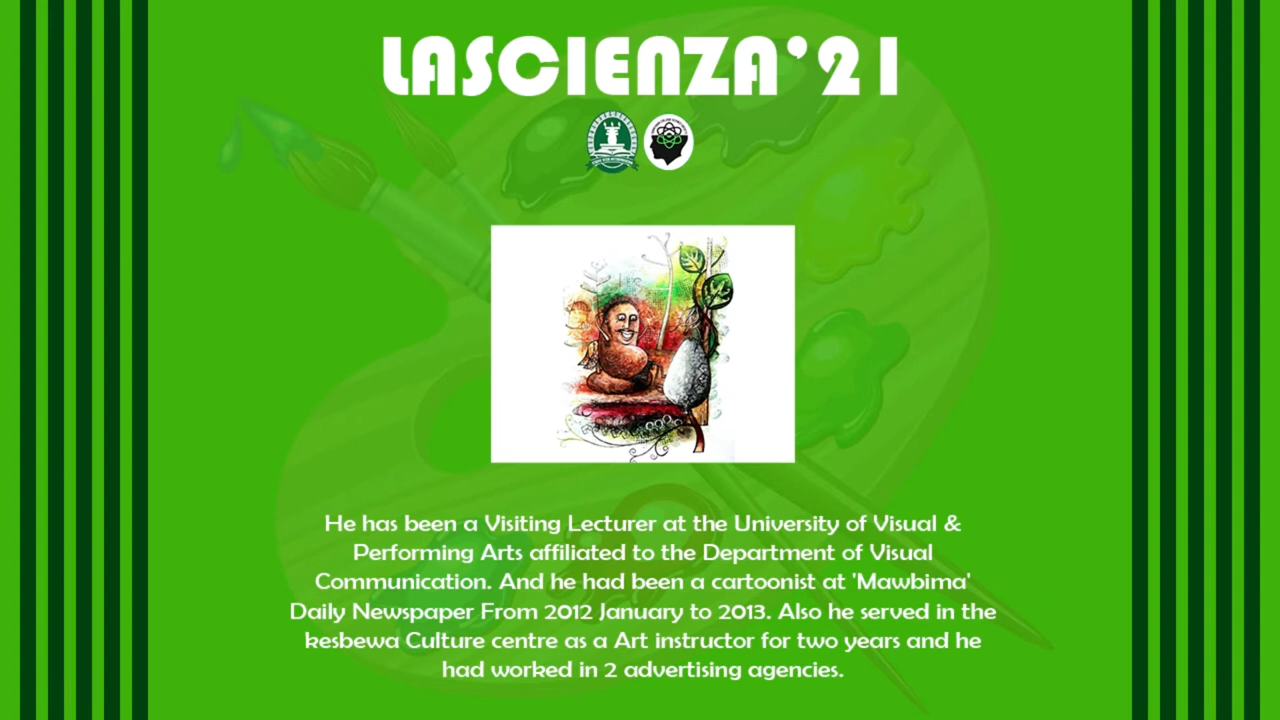 LASCIENZA'21
He has been a Visiting Lecturer at the University of Visual &
Performing Arts affiliated to the Department of Visual
Communication. And he had been a cartoonist at 'Mawbima'
Daily Newspaper From 2012 January to 2013. Also he served in the
kesbewa Culture centre as a Art instructor for two years and he
had worked in 2 advertising agencies.